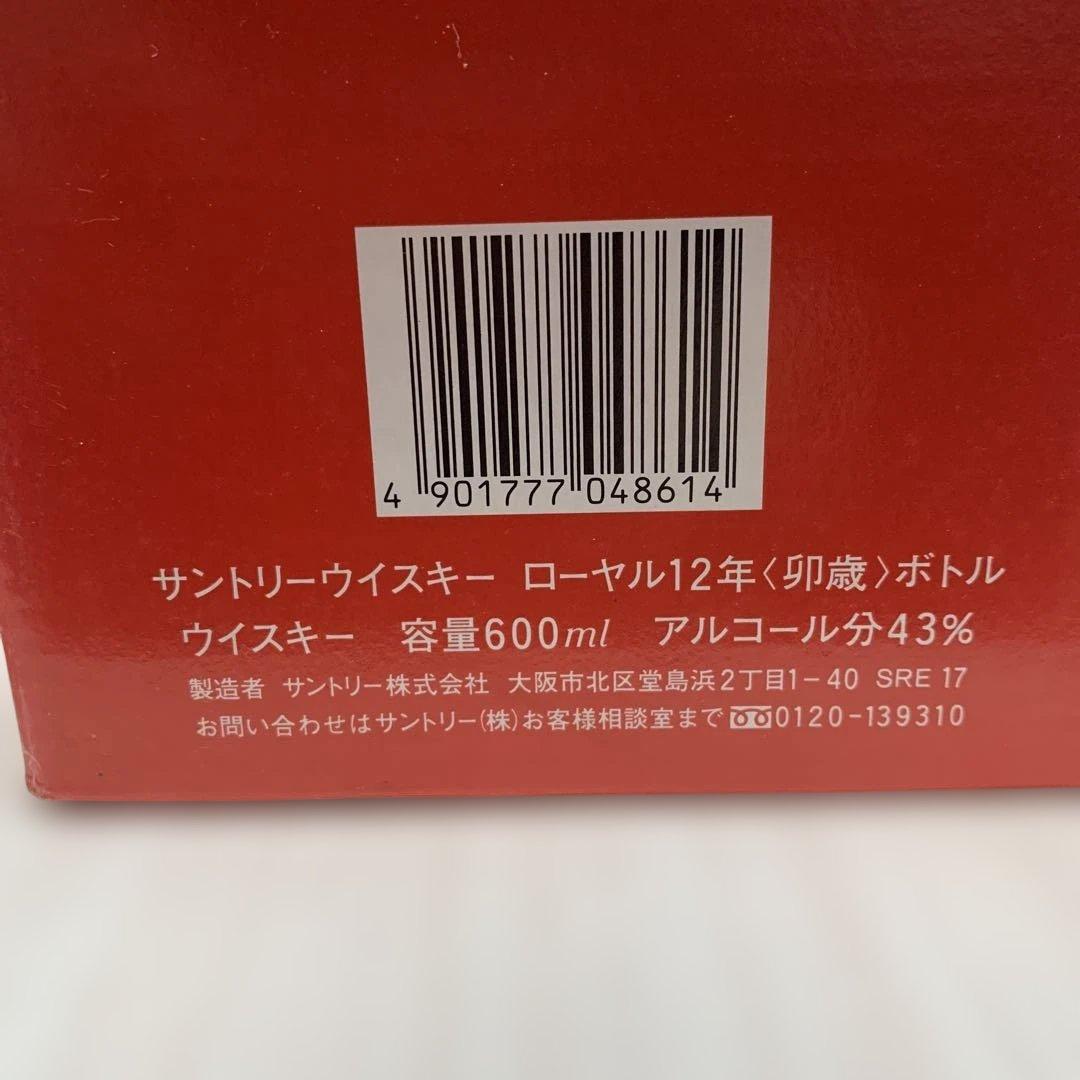 4 901777 048614
サントリーウイスキー ローヤル12年〈卯歳〉ボトル
ウイスキー 容量600ml アルコール分43%
製造者 サントリー株式会社 大阪市北区堂島浜2丁目1-40 SRE 17
お問い合わせはサントリー(株)お客様相談室まで 0120-139310